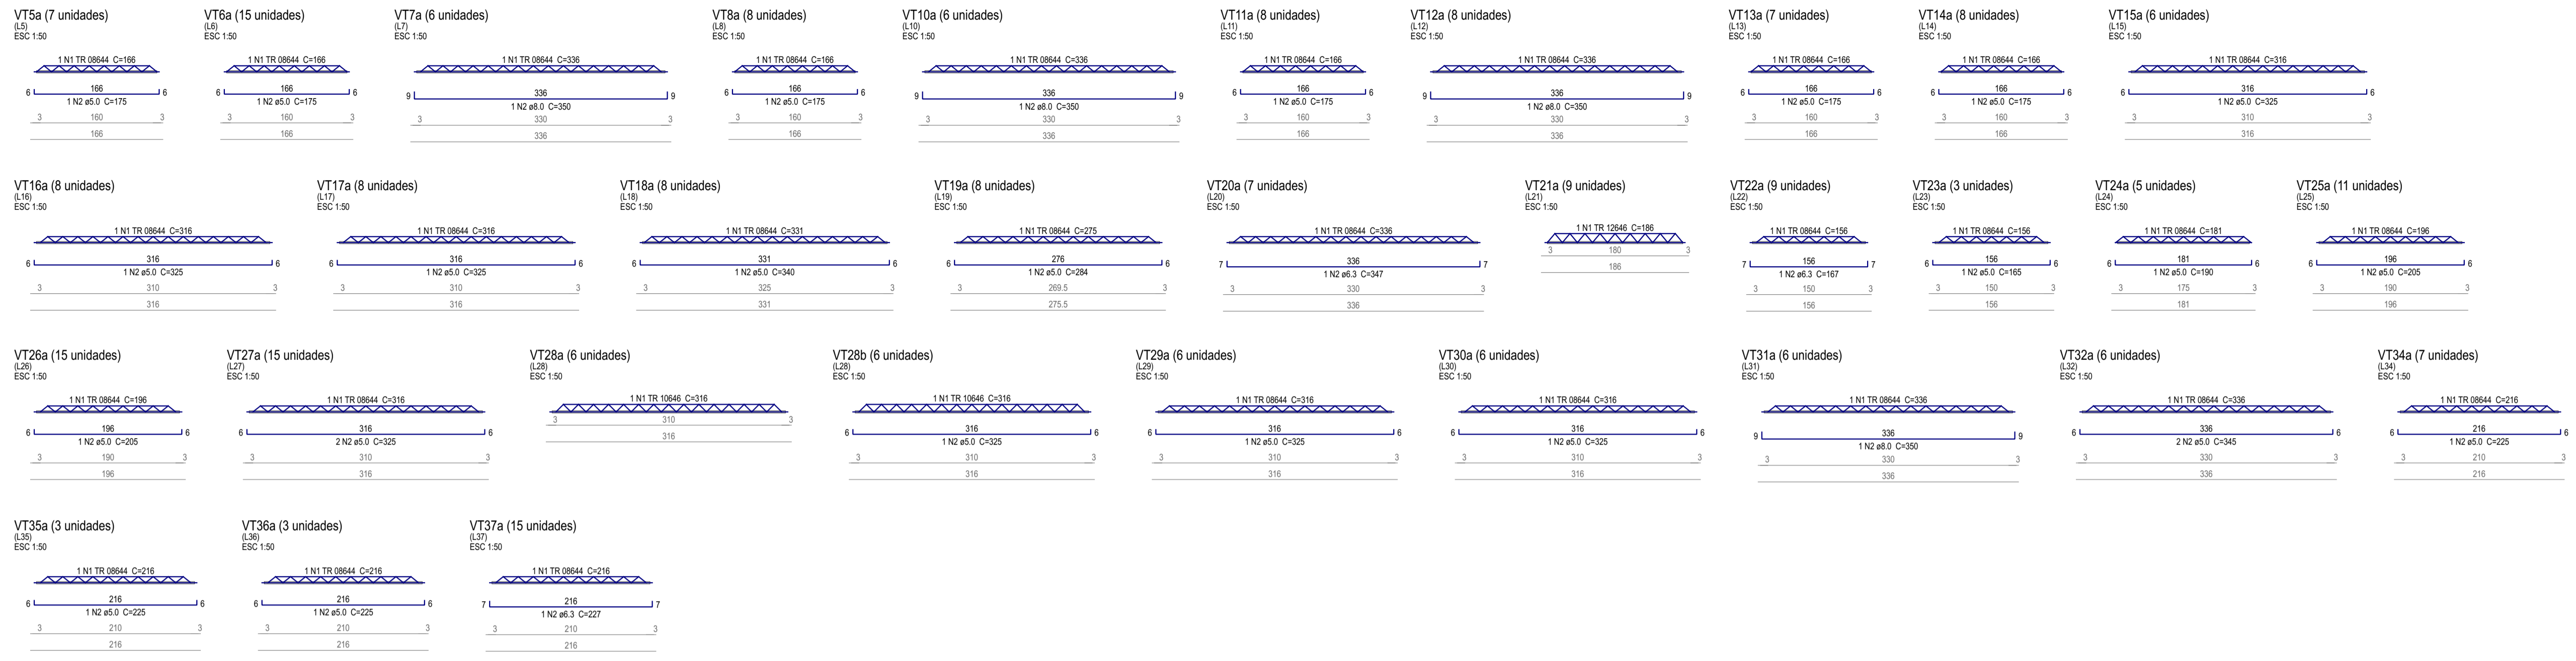 VT5a (7 unidades)
(L5)
ESC 1:50
1 N1 TR 08644 C=166
166
6 6
1 N2 ø5.0 C=175
3 160 3
166
VT6a (15 unidades)
(L6)
ESC 1:50
1 N1 TR 08644 C=166
166
6 6
1 N2 ø5.0 C=175
3 160 3
166
VT7a (6 unidades)
(L7)
ESC 1:50
1 N1 TR 08644 C=336
336
9 9
1 N2 ø8.0 C=350
3 330 3
336
VT8a (8 unidades)
(L8)
ESC 1:50
1 N1 TR 08644 C=166
166
6 6
1 N2 ø5.0 C=175
3 160 3
166
VT10a (6 unidades)
(L10)
ESC 1:50
1 N1 TR 08644 C=336
336
9 9
1 N2 ø8.0 C=350
3 330 3
336
VT11a (8 unidades)
(L11)
ESC 1:50
1 N1 TR 08644 C=166
166
6 6
1 N2 ø5.0 C=175
3 160 3
166
VT12a (8 unidades)
(L12)
ESC 1:50
1 N1 TR 08644 C=336
336
9 9
1 N2 ø8.0 C=350
3 330 3
336
VT13a (7 unidades)
(L13)
ESC 1:50
1 N1 TR 08644 C=166
166
6 6
1 N2 ø5.0 C=175
3 160 3
166
VT14a (8 unidades)
(L14)
ESC 1:50
1 N1 TR 08644 C=166
166
6 6
1 N2 ø5.0 C=175
3 160 3
166
VT15a (6 unidades)
(L15)
ESC 1:50
1 N1 TR 08644 C=316
316
6 6
1 N2 ø5.0 C=325
3 310 3
316
VT16a (8 unidades)
(L16)
ESC 1:50
1 N1 TR 08644 C=316
316
6 6
1 N2 ø5.0 C=325
3 310 3
316
VT17a (8 unidades)
(L17)
ESC 1:50
1 N1 TR 08644 C=316
316
6 6
1 N2 ø5.0 C=325
3 310 3
316
VT18a (8 unidades)
(L18)
ESC 1:50
1 N1 TR 08644 C=331
331
6 6
1 N2 ø5.0 C=340
3 325 3
331
VT19a (8 unidades)
(L19)
ESC 1:50
1 N1 TR 08644 C=275
276
6 6
1 N2 ø5.0 C=284
3 269.5 3
275.5
VT20a (7 unidades)
(L20)
ESC 1:50
1 N1 TR 08644 C=336
336
7 7
1 N2 ø6.3 C=347
3 330 3
336
VT21a (9 unidades)
(L21)
ESC 1:50
1 N1 TR 12646 C=186
3 180 3
186
VT22a (9 unidades)
(L22)
ESC 1:50
1 N1 TR 08644 C=156
156
7 7
1 N2 ø6.3 C=167
3 150 3
156
VT23a (3 unidades)
(L23)
ESC 1:50
1 N1 TR 08644 C=156
156
6 6
1 N2 ø5.0 C=165
3 150 3
156
VT24a (5 unidades)
(L24)
ESC 1:50
1 N1 TR 08644 C=181
181
6 6
1 N2 ø5.0 C=190
3 175 3
181
VT25a (11 unidades)
(L25)
ESC 1:50
1 N1 TR 08644 C=196
196
6 6
1 N2 ø5.0 C=205
3 190 3
196
VT26a (15 unidades)
(L26)
ESC 1:50
1 N1 TR 08644 C=196
196
6 6
1 N2 ø5.0 C=205
3 190 3
196
VT27a (15 unidades)
(L27)
ESC 1:50
1 N1 TR 08644 C=316
316
6 6
2 N2 ø5.0 C=325
3 310 3
316
VT28a (6 unidades)
(L28)
ESC 1:50
1 N1 TR 10646 C=316
3 310 3
316
VT28b (6 unidades)
(L28)
ESC 1:50
1 N1 TR 10646 C=316
316
6 6
1 N2 ø5.0 C=325
3 310 3
316
VT29a (6 unidades)
(L29)
ESC 1:50
1 N1 TR 08644 C=316
316
6 6
1 N2 ø5.0 C=325
3 310 3
316
VT30a (6 unidades)
(L30)
ESC 1:50
1 N1 TR 08644 C=316
316
6 6
1 N2 ø5.0 C=325
3 310 3
316
VT31a (6 unidades)
(L31)
ESC 1:50
1 N1 TR 08644 C=336
336
9 9
1 N2 ø8.0 C=350
3 330 3
336
VT32a (6 unidades)
(L32)
ESC 1:50
1 N1 TR 08644 C=336
336
6 6
2 N2 ø5.0 C=345
3 330 3
336
VT34a (7 unidades)
(L34)
ESC 1:50
1 N1 TR 08644 C=216
216
6 6
1 N2 ø5.0 C=225
3 210 3
216
VT35a (3 unidades)
(L35)
ESC 1:50
1 N1 TR 08644 C=216
216
6 6
1 N2 ø5.0 C=225
3 210 3
216
VT36a (3 unidades)
(L36)
ESC 1:50
1 N1 TR 08644 C=216
216
6 6
1 N2 ø5.0 C=225
3 210 3
216
VT37a (15 unidades)
(L37)
ESC 1:50
1 N1 TR 08644 C=216
216
7 7
1 N2 ø6.3 C=227
3 210 3
216